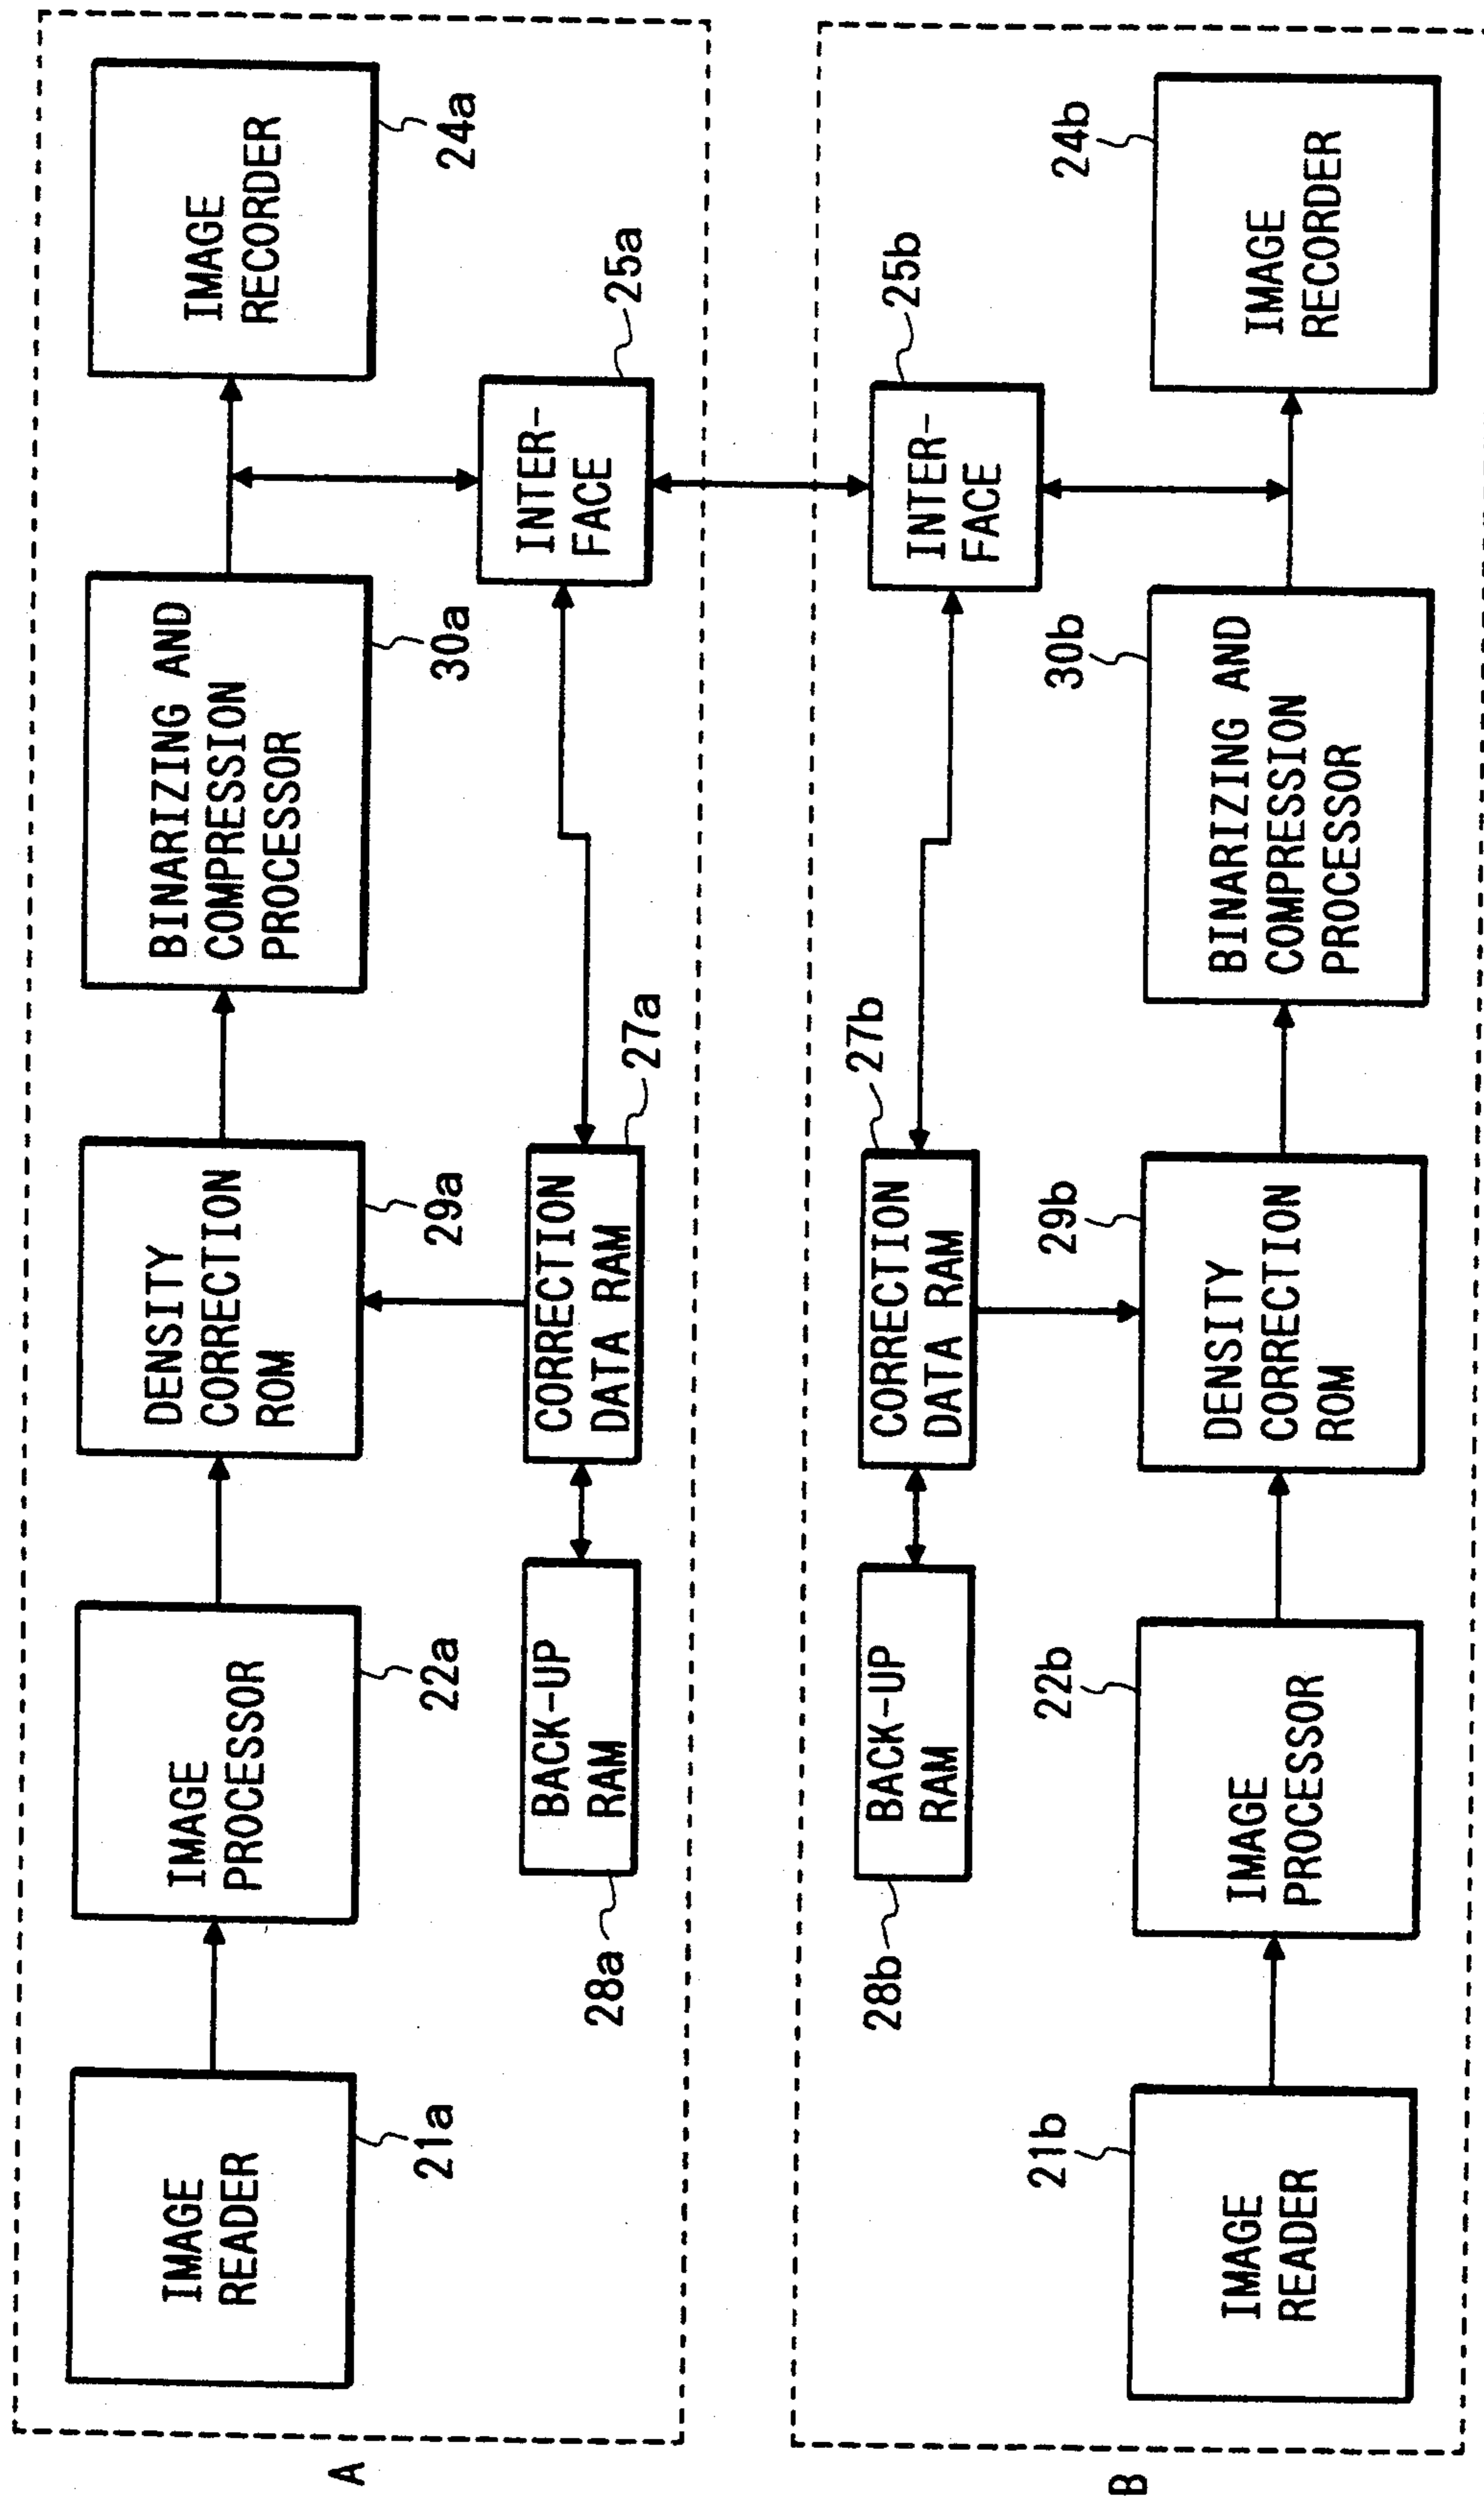 A
IMAGE
READER
21a
IMAGE
PROCESSOR
22a
DENSITY
CORRECTION
ROM
29a
BINARIZING AND
COMPRESSION
PROCESSOR
30a
IMAGE
RECORDER
24a
BACK-UP
RAM
28a
CORRECTION
DATA RAM
27a
INTER-
FACE
25a
B
BACK-UP
RAM
28b
CORRECTION
DATA RAM
27b
INTER-
FACE
25b
IMAGE
READER
21b
IMAGE
PROCESSOR
22b
DENSITY
CORRECTION
ROM
29b
BINARIZING AND
COMPRESSION
PROCESSOR
30b
IMAGE
RECORDER
24b